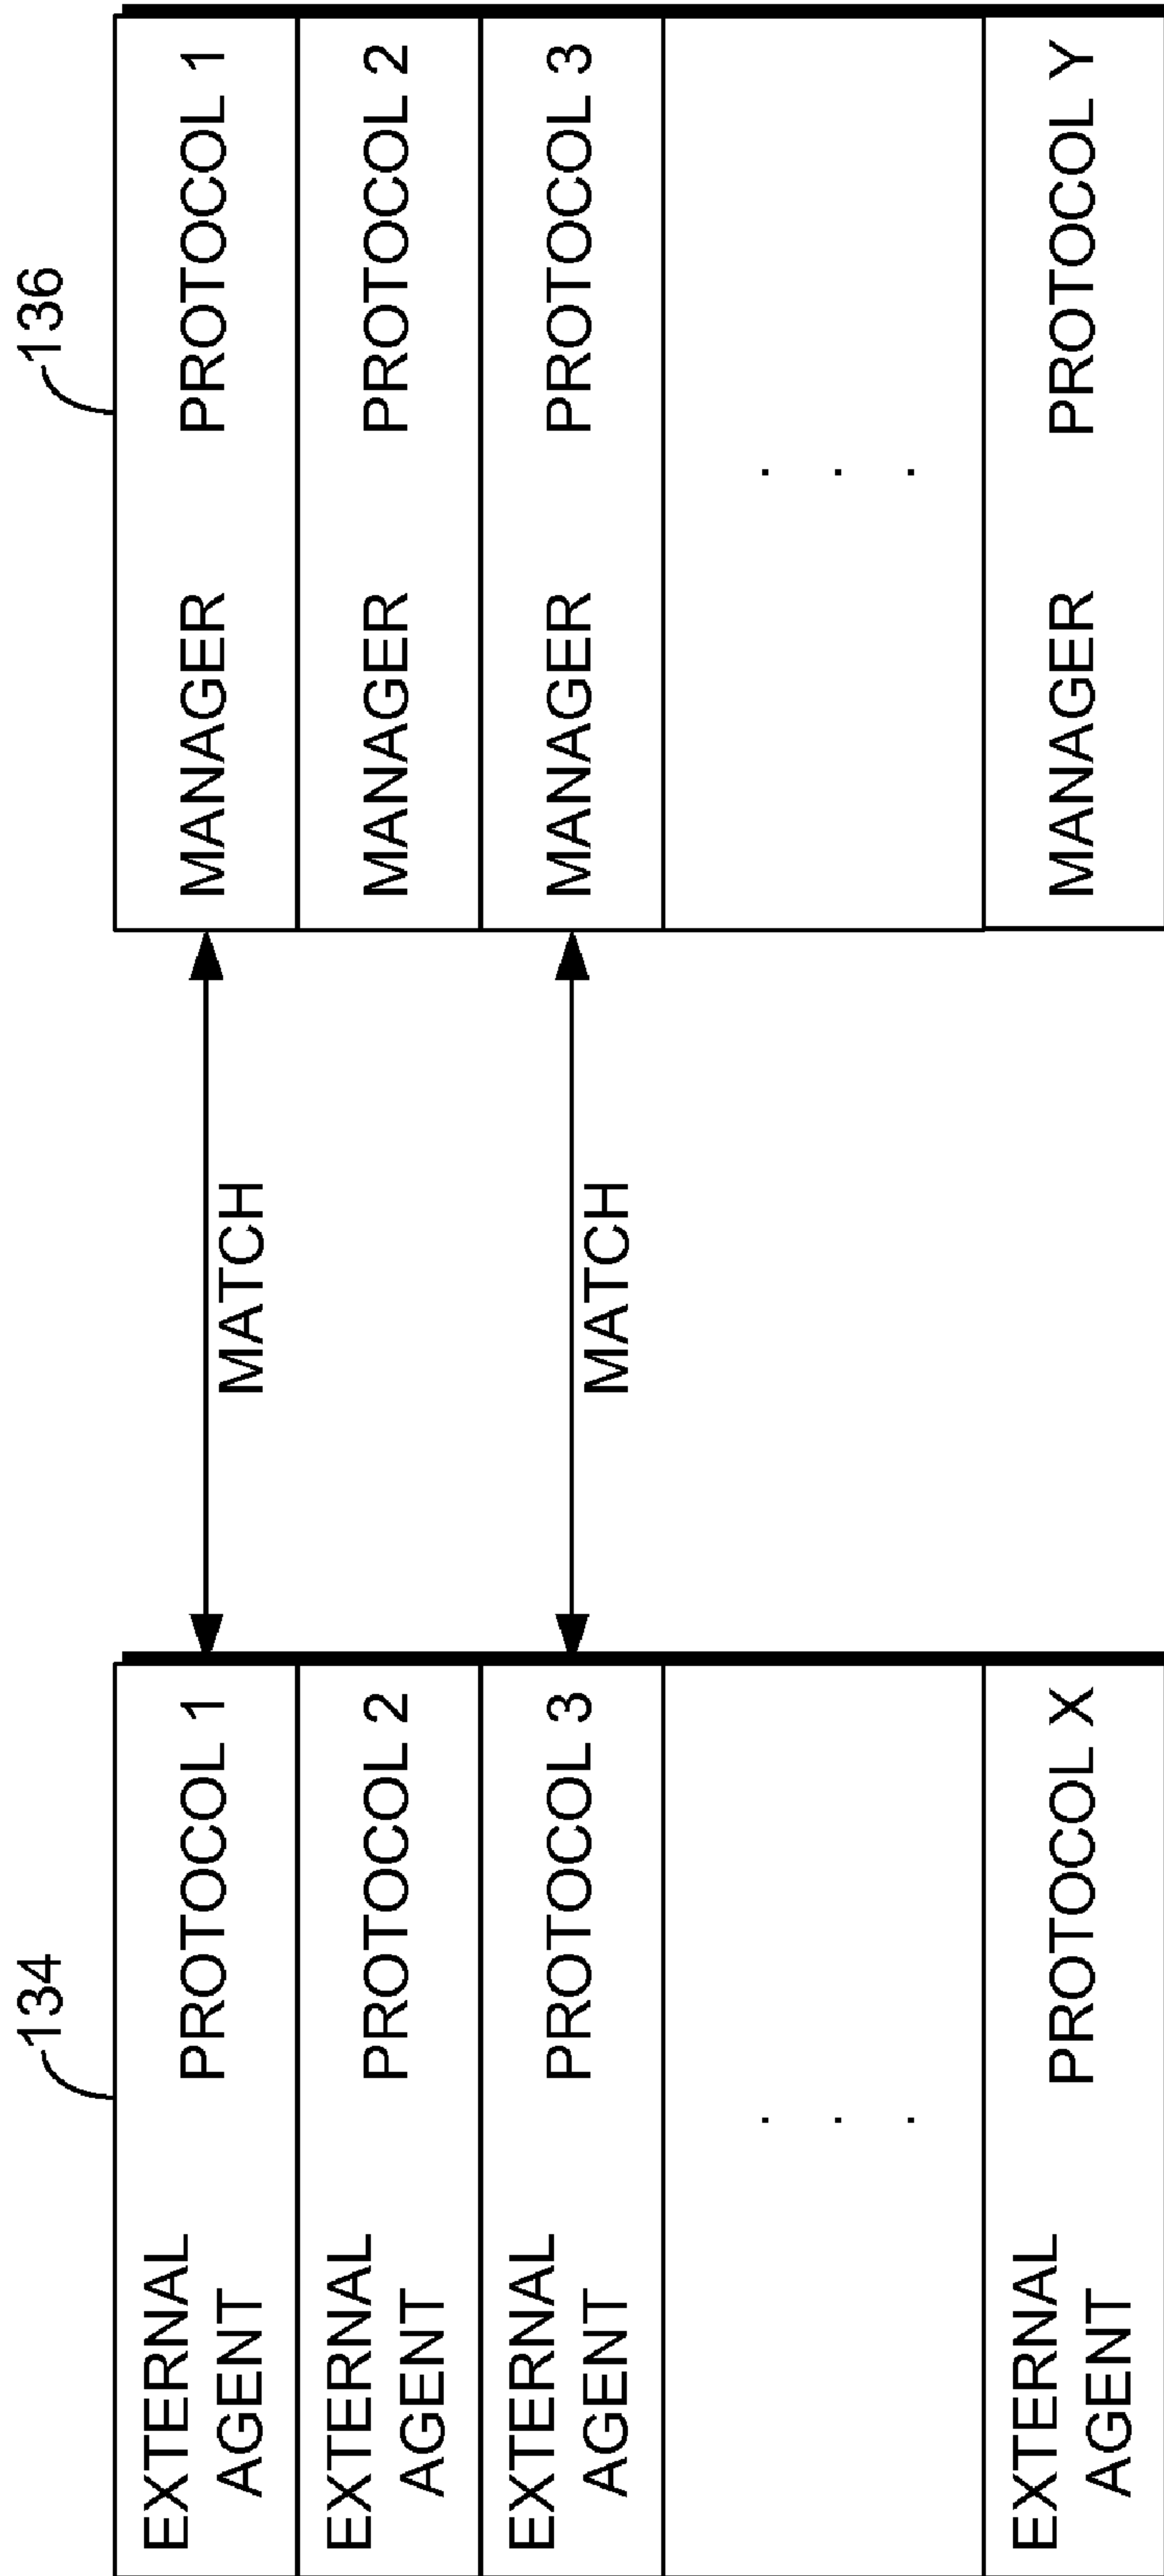 134
EXTERNAL AGENT PROTOCOL 1
EXTERNAL AGENT PROTOCOL 2
EXTERNAL AGENT PROTOCOL 3
. . .
EXTERNAL AGENT PROTOCOL X
MATCH
MATCH
136
MANAGER PROTOCOL 1
MANAGER PROTOCOL 2
MANAGER PROTOCOL 3
. . .
MANAGER PROTOCOL Y